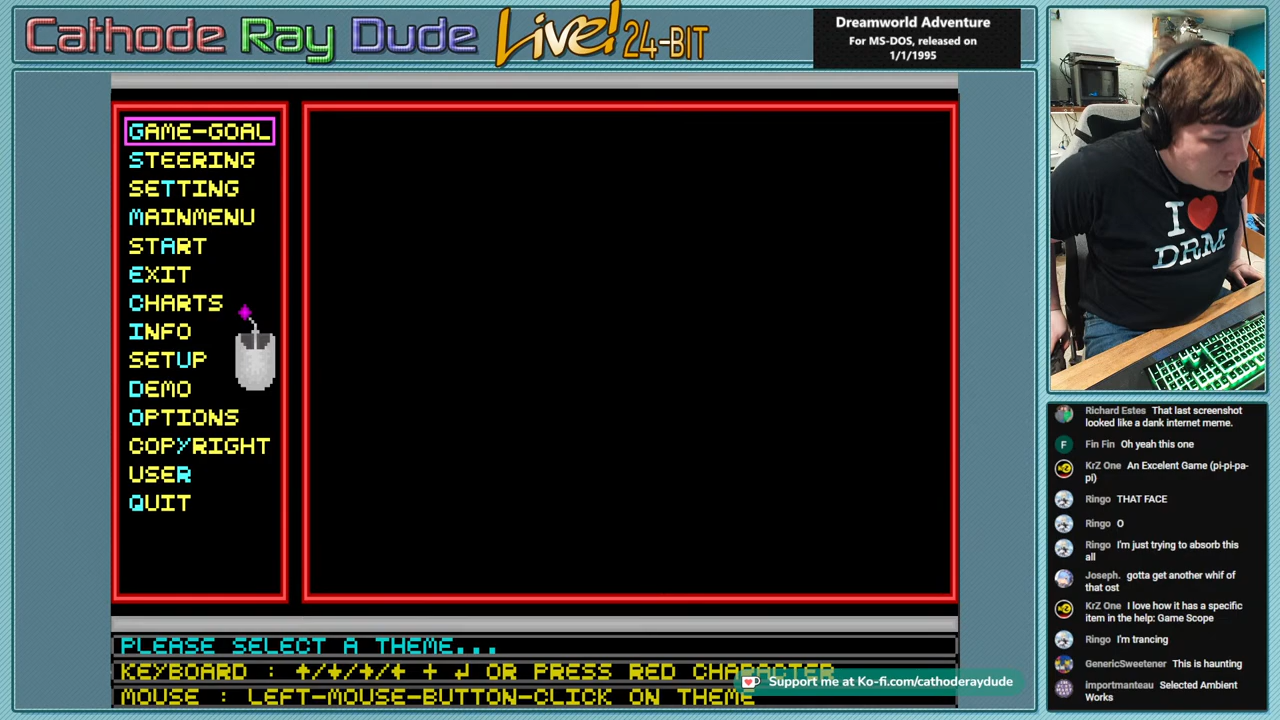 Cathode Ray Dude Live! 24-BIT
Dreamworld Adventure
For MS-DOS, released on
1/1/1995
GAME-GOAL
STEERING
SETTING
MAINMENU
START
EXIT
CHARTS
INFO
SETUP
DEMO
OPTIONS
COPYRIGHT
USER
QUIT
PLEASE SELECT A THEME...
KEYBOARD : ↑/↓/→/← + ↵ OR PRESS RED CHARACTER
MOUSE : LEFT-MOUSE-BUTTON-CLICK ON THEME
Support me at Ko-fi.com/cathoderaydude
I ❤ DRM
Richard Estes That last screenshot
looked like a dank internet meme.
F
Fin Fin Oh yeah this one
KrZ One An Excelent Game (pi-pi-pa-
pi)
Ringo THAT FACE
Ringo O
Ringo I'm just trying to absorb this
all
Joseph. gotta get another whif of
that ost
KrZ One I love how it has a specific
item in the help: Game Scope
Ringo I'm trancing
GenericSweetener This is haunting
importmanteau Selected Ambient
Works